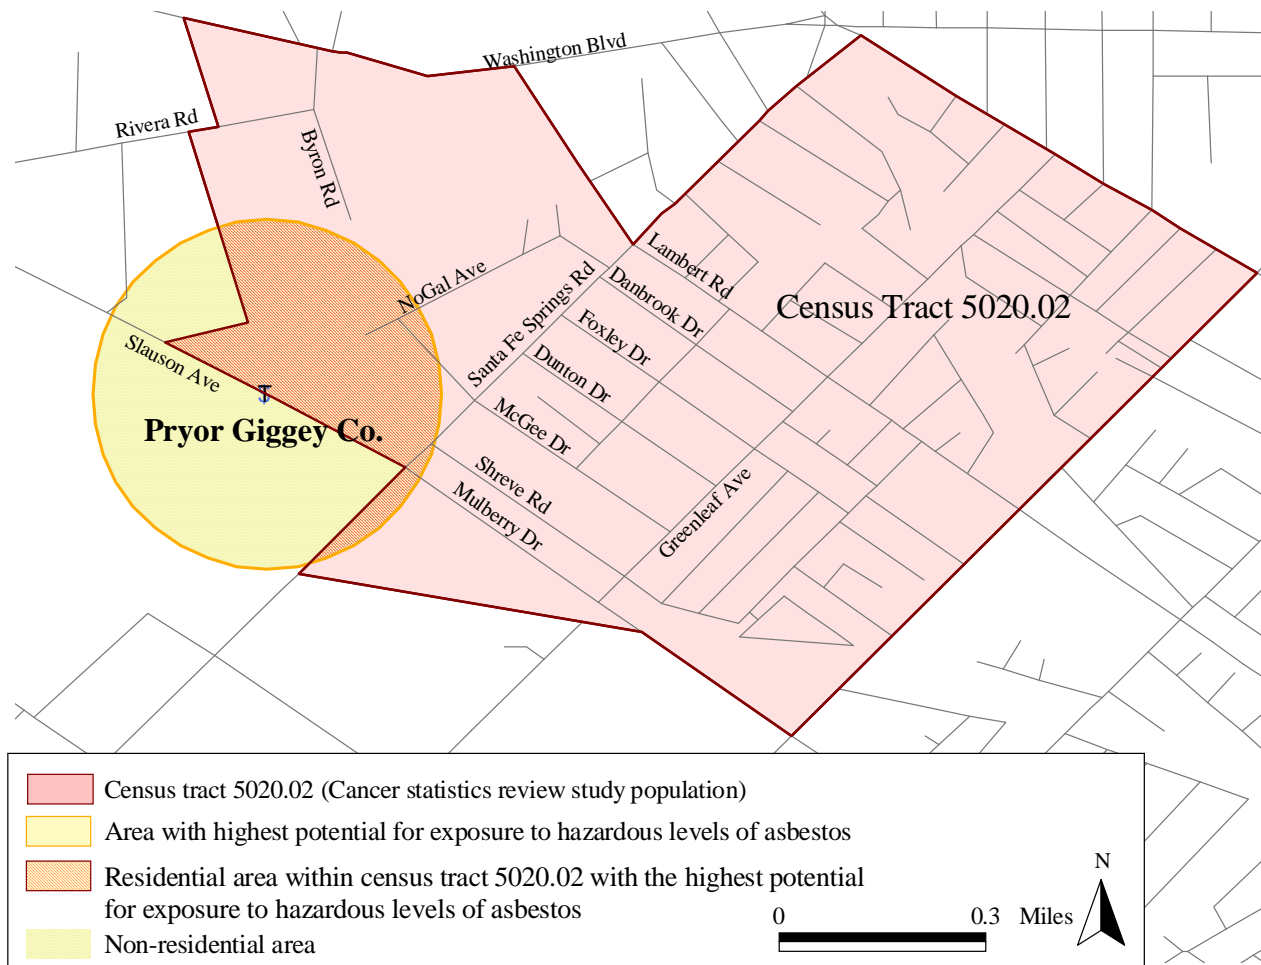 Washington Blvd
Rivera Rd
Byron Rd
NoGal Ave
Santa Fe Springs Rd
Lambert Rd
Danbrook Dr
Foxley Dr
Dunton Dr
McGee Dr
Census Tract 5020.02
Slauson Ave
Pryor Giggey Co.
Shreve Rd
Mulberry Dr
Greenleaf Ave
Census tract 5020.02 (Cancer statistics review study population)
Area with highest potential for exposure to hazardous levels of asbestos
Residential area within census tract 5020.02 with the highest potential
for exposure to hazardous levels of asbestos
Non-residential area
0 0.3 Miles
N